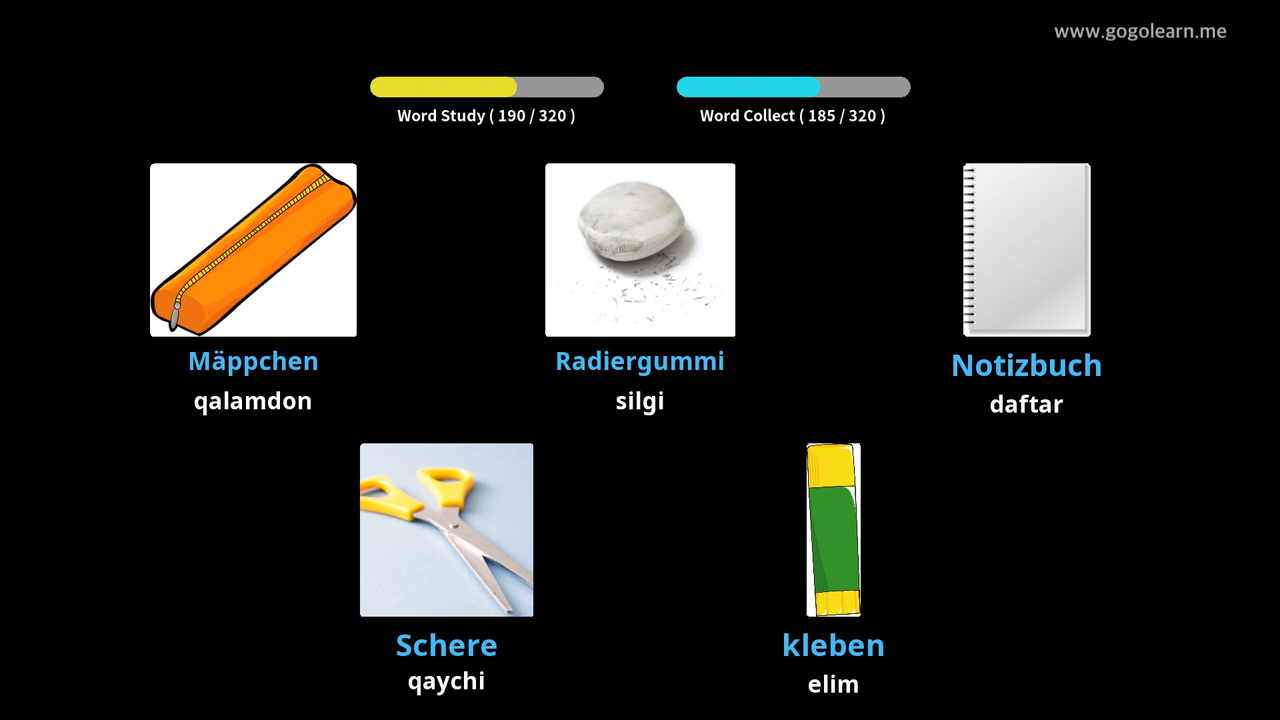 www.gogolearn.me
Word Study ( 190 / 320 )
Word Collect ( 185 / 320 )
Mäppchen
qalamdon
Radiergummi
silgi
Notizbuch
daftar
Schere
qaychi
kleben
elim